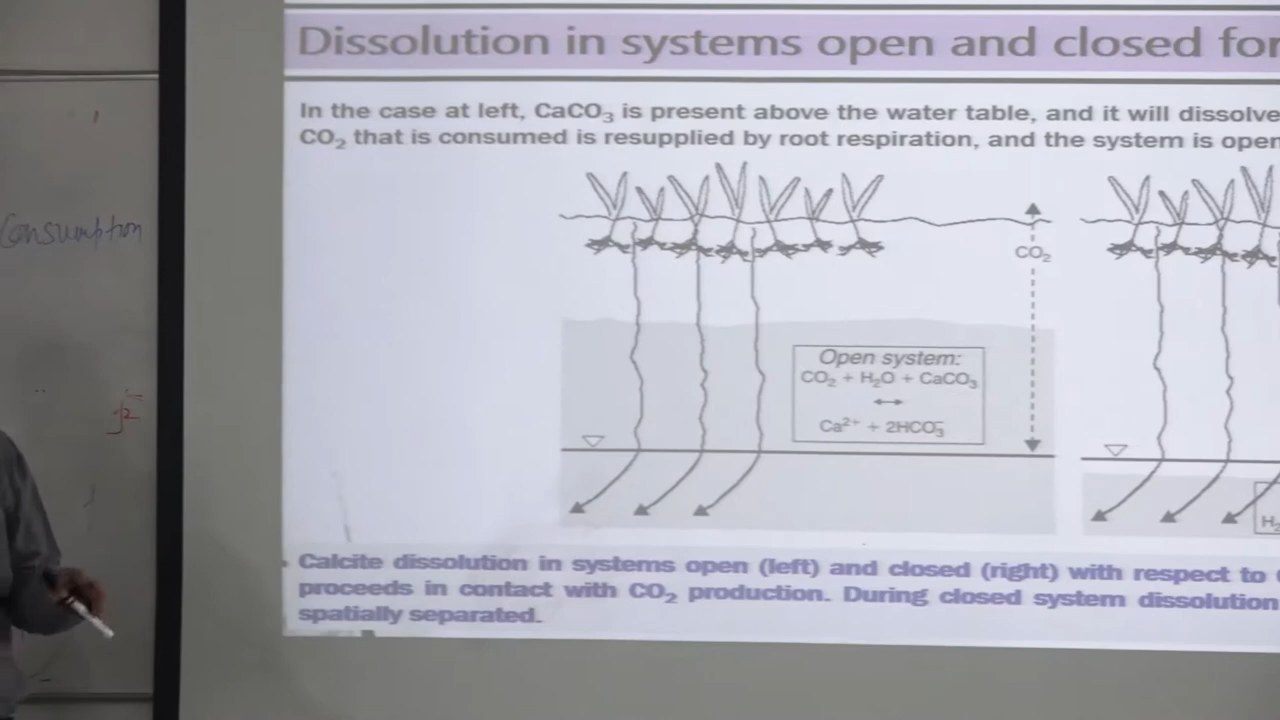 Dissolution in systems open and closed for
In the case at left, CaCO₃ is present above the water table, and it will dissolve
CO₂ that is consumed is resupplied by root respiration, and the system is open
Consumption
CO₂
Open system:
CO₂ + H₂O + CaCO₃
↔
Ca²⁺ + 2HCO₃⁻
H₂
Calcite dissolution in systems open (left) and closed (right) with respect to
proceeds in contact with CO₂ production. During closed system dissolution
spatially separated.